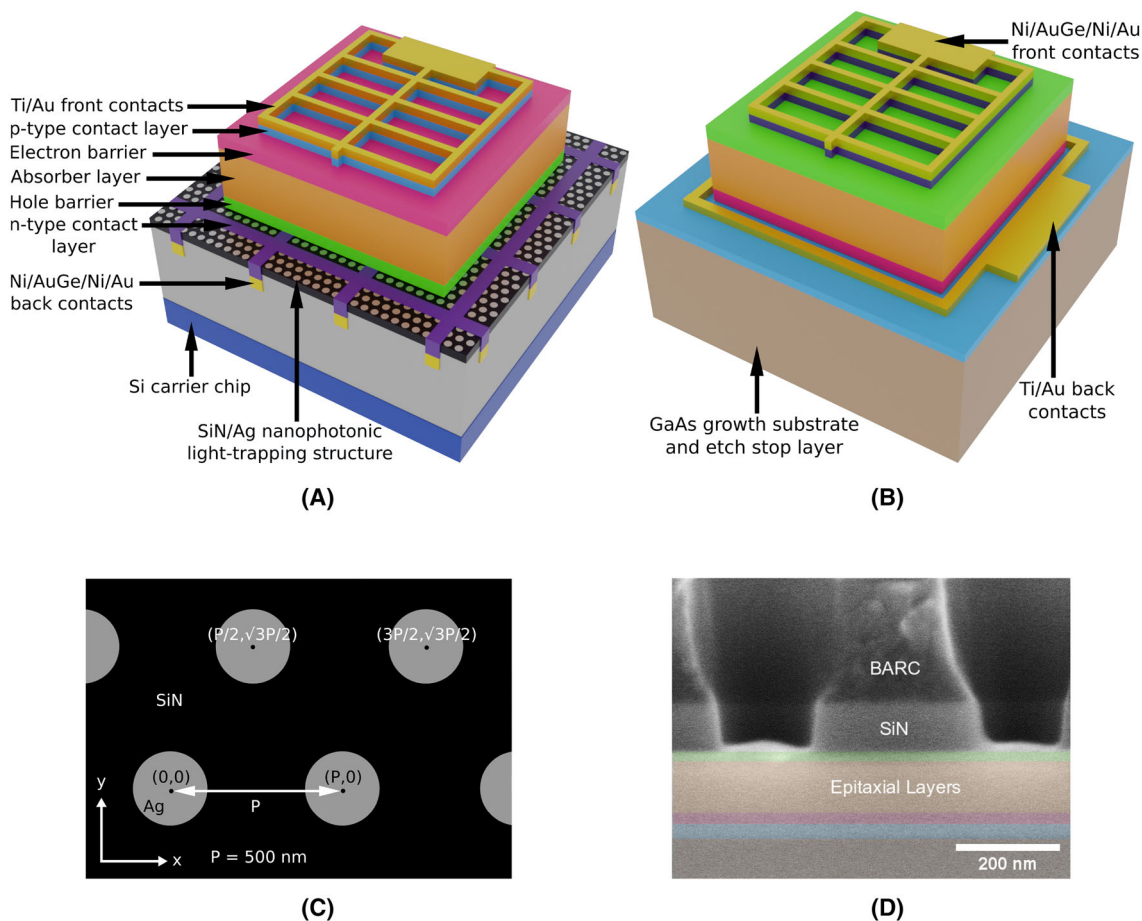 Ti/Au front contacts
p-type contact layer
Electron barrier
Absorber layer
Hole barrier
n-type contact
layer
Ni/AuGe/Ni/Au
back contacts
Si carrier chip
SiN/Ag nanophotonic
light-trapping structure
(A)
Ni/AuGe/Ni/Au
front contacts
Ti/Au back
contacts
GaAs growth substrate
and etch stop layer
(B)
(P/2,√3P/2)
(3P/2,√3P/2)
SiN
(0,0)
(P,0)
Ag
P
y
x
P = 500 nm
(C)
BARC
SiN
Epitaxial Layers
200 nm
(D)